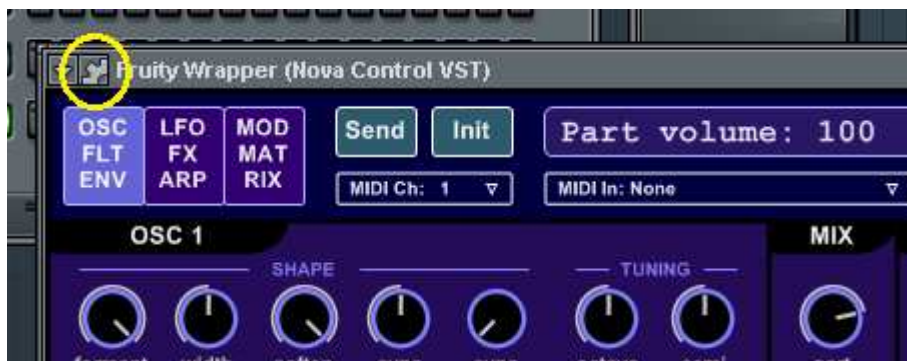 Fruity Wrapper (Nova Control VST)
OSC FLT ENV
LFO FX ARP
MOD MAT RIX
Send
Init
Part volume: 100
MIDI Ch: 1
MIDI In: None
OSC 1
MIX
SHAPE
TUNING